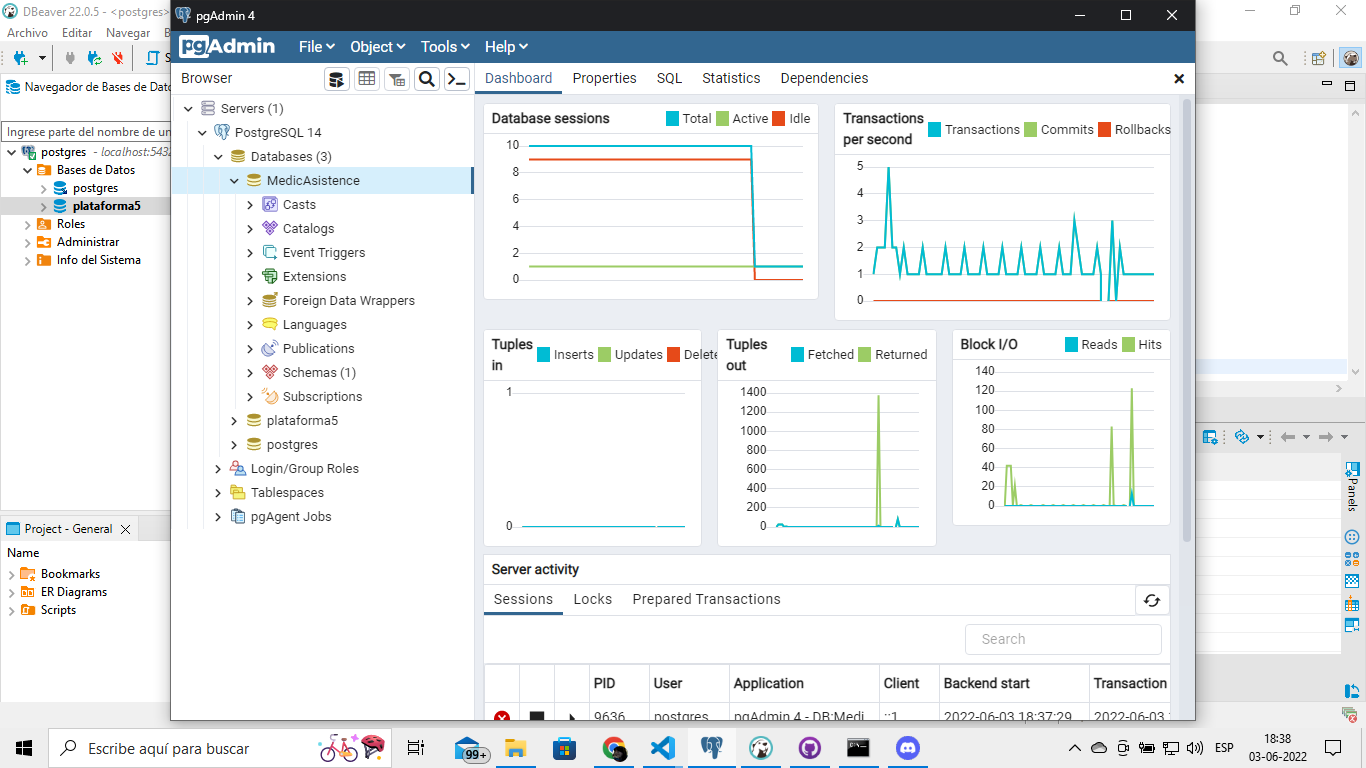 DBeaver 22.0.5 - <postgres>
Archivo Editar Navegar
Navegador de Bases de Dato
Ingrese parte del nombre de un
postgres - localhost:5432
Bases de Datos
postgres
plataforma5
Roles
Administrar
Info del Sistema
Project - General
Name
Bookmarks
ER Diagrams
Scripts
pgAdmin 4
pgAdmin
File Object Tools Help
Browser
Servers (1)
PostgreSQL 14
Databases (3)
MedicAsistence
Casts
Catalogs
Event Triggers
Extensions
Foreign Data Wrappers
Languages
Publications
Schemas (1)
Subscriptions
plataforma5
postgres
Login/Group Roles
Tablespaces
pgAgent Jobs
Dashboard Properties SQL Statistics Dependencies
Database sessions
Total Active Idle
10
8
6
4
2
0
Transactions per second
Transactions Commits Rollbacks
5
4
3
2
1
0
Tuples in
Inserts Updates Delete
1
0
Tuples out
Fetched Returned
1400
1200
1000
800
600
400
200
0
Block I/O
Reads Hits
140
120
100
80
60
40
20
0
Server activity
Sessions Locks Prepared Transactions
Search
PID User Application Client Backend start Transaction
9636 postgres pgAdmin 4 - DB:Medi... ::1 2022-06-03 18:37:29 2022-06-03
Panels
Escribe aquí para buscar
99+
ESP
18:38
03-06-2022